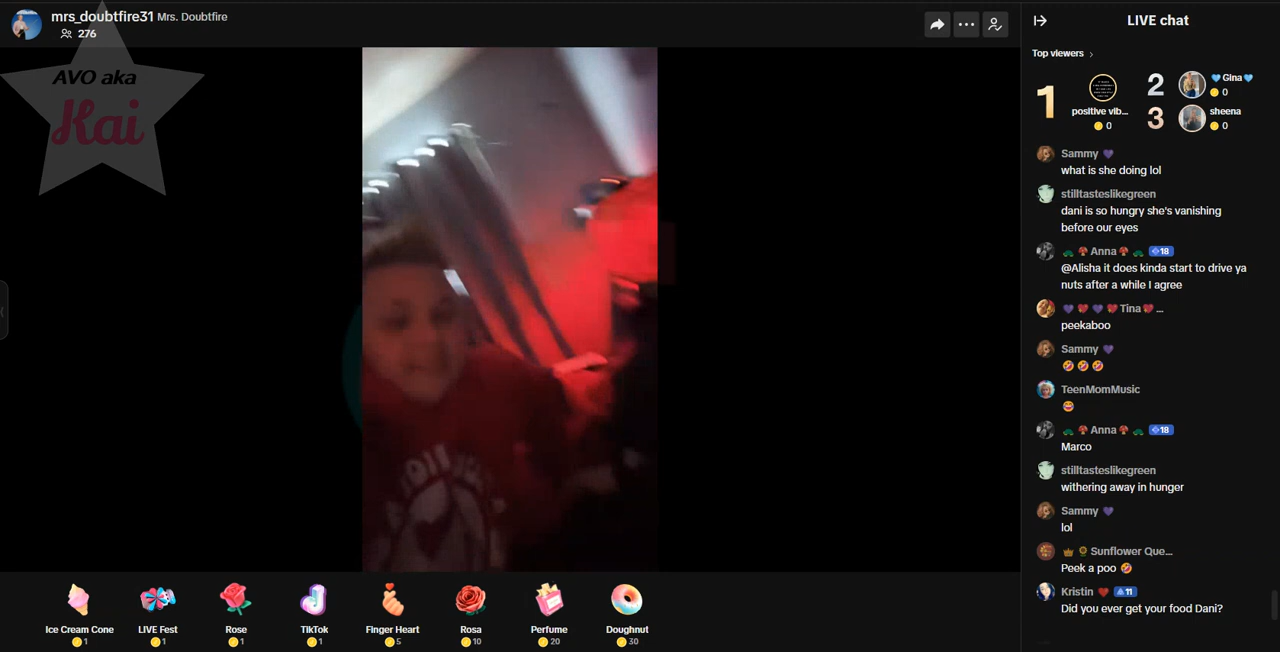 mrs_doubtfire31 Mrs. Doubtfire
276
AVO aka
Kai
LIVE chat
Top viewers >
1
positive vib...
0
2
Gina
0
3
sheena
0
Sammy
what is she doing lol
stilltasteslikegreen
dani is so hungry she's vanishing
before our eyes
Anna 18
@Alisha it does kinda start to drive ya
nuts after a while I agree
Tina ...
peekaboo
Sammy
TeenMomMusic
Anna 18
Marco
stilltasteslikegreen
withering away in hunger
Sammy
lol
Sunflower Que...
Peek a poo
Kristin 11
Did you ever get your food Dani?
Ice Cream Cone
1
LIVE Fest
1
Rose
1
TikTok
1
Finger Heart
5
Rosa
10
Perfume
20
Doughnut
30